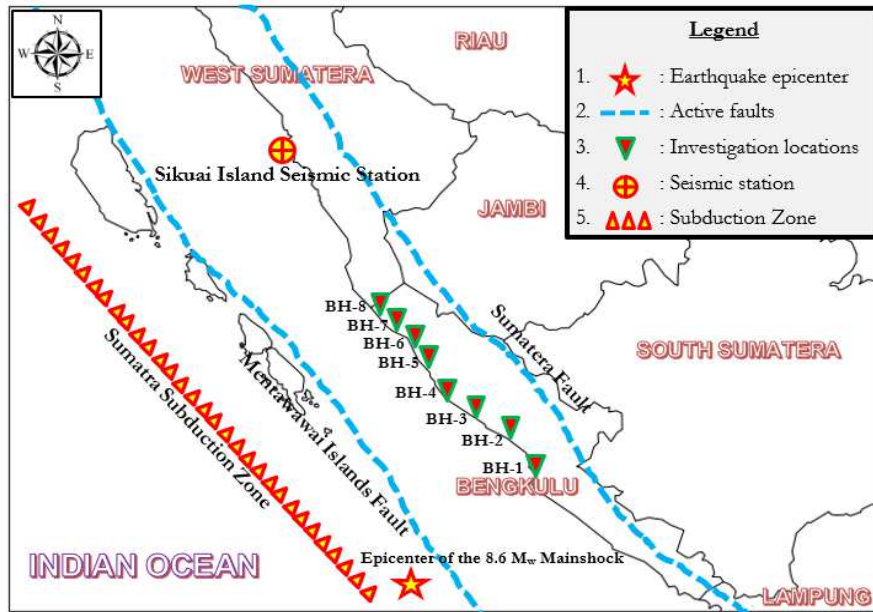 N
W E
S
RIAU
WEST SUMATERA
Legend
1. : Earthquake epicenter
2. : Active faults
3. : Investigation locations
4. : Seismic station
5. : Subduction Zone
Sikuai Island Seismic Station
JAMBI
BH-8
BH-7
BH-6
BH-5
BH-4
BH-3
BH-2
BH-1
Sumatera Fault
SOUTH SUMATERA
Mentawawai Islands Fault
Sumatra Subduction Zone
BENGKULU
Epicenter of the 8.6 Mw Mainshock
INDIAN OCEAN
LAMPUNG